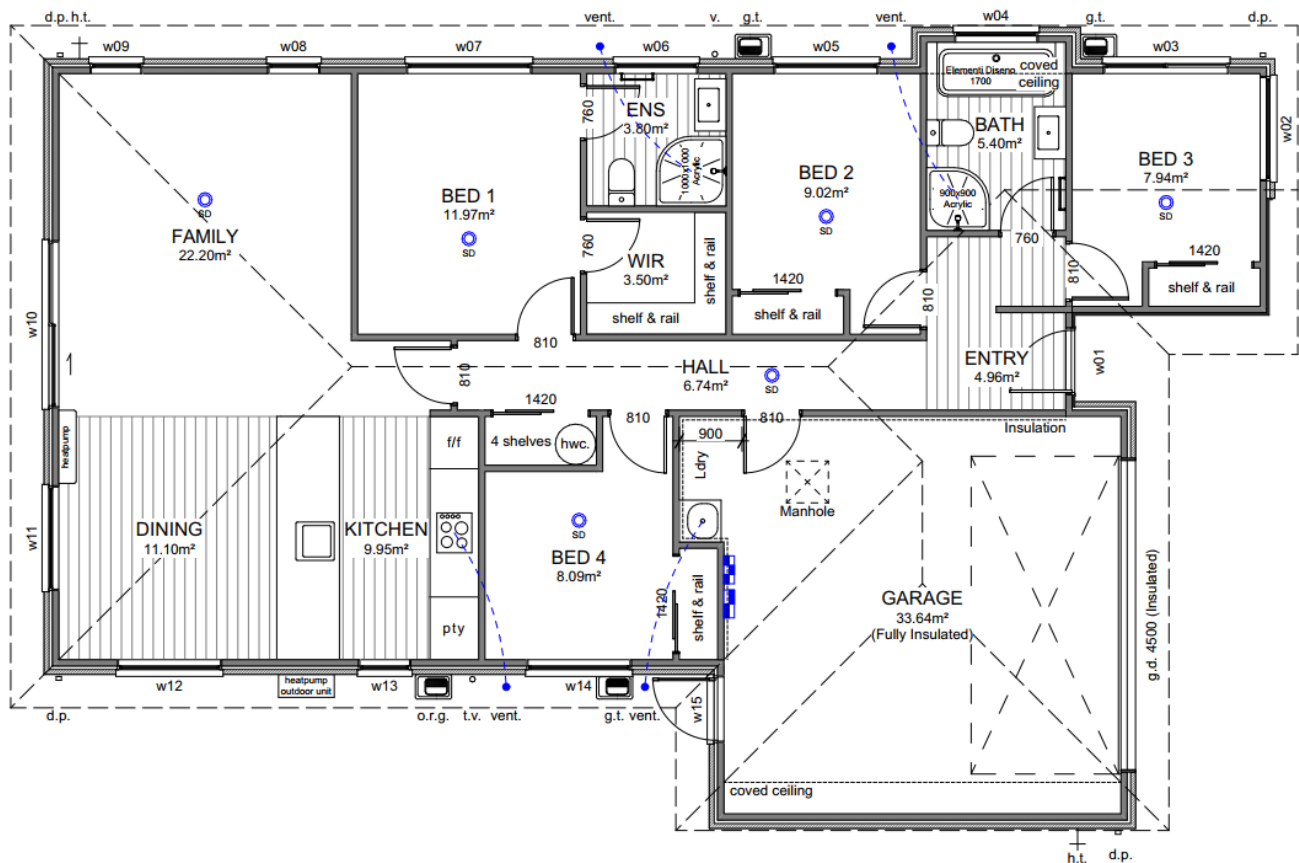 d.p. h.t. vent. v. g.t. vent. w04 g.t. d.p.
w09 w08 w07 w06 w05 w03
Elementi Diseno
1700
coved
ceiling
w02
760
ENS
3.80m²
1000x1000
Acrylic
BATH
5.40m²
900x900
Acrylic
BED 1
11.97m²
SD
BED 2
9.02m²
SD
BED 3
7.94m²
SD
SD
FAMILY
22.20m²
760
WIR
3.50m²
shelf & rail
shelf & rail
1420
shelf & rail
810
760
810
1420
shelf & rail
w10
1
810
810
HALL
6.74m²
SD
ENTRY
4.96m²
w01
1420
810
810
Insulation
heatpump
f/f
4 shelves
hwc.
900
Ldry
Manhole
w11
DINING
11.10m²
KITCHEN
9.95m²
pty
SD
BED 4
8.09m²
1420
shelf & rail
GARAGE
33.64m²
(Fully Insulated)
g.d. 4500 (Insulated)
w12
heatpump
outdoor unit
w13
w14
w15
d.p. o.r.g. t.v. vent. g.t. vent.
coved ceiling
h.t. d.p.